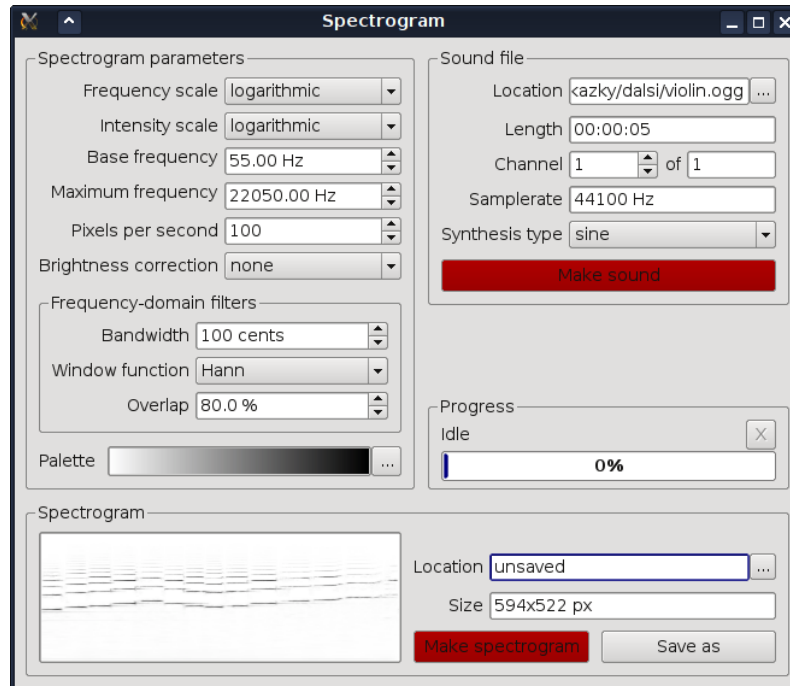 Spectrogram
Spectrogram parameters
Frequency scale logarithmic
Intensity scale logarithmic
Base frequency 55.00 Hz
Maximum frequency 22050.00 Hz
Pixels per second 100
Brightness correction none
Frequency-domain filters
Bandwidth 100 cents
Window function Hann
Overlap 80.0 %
Palette ...
Sound file
Location kazky/dalsi/violin.ogg ...
Length 00:00:05
Channel 1 of 1
Samplerate 44100 Hz
Synthesis type sine
Make sound
Progress
Idle X
0%
Spectrogram
Location unsaved ...
Size 594x522 px
Make spectrogram Save as